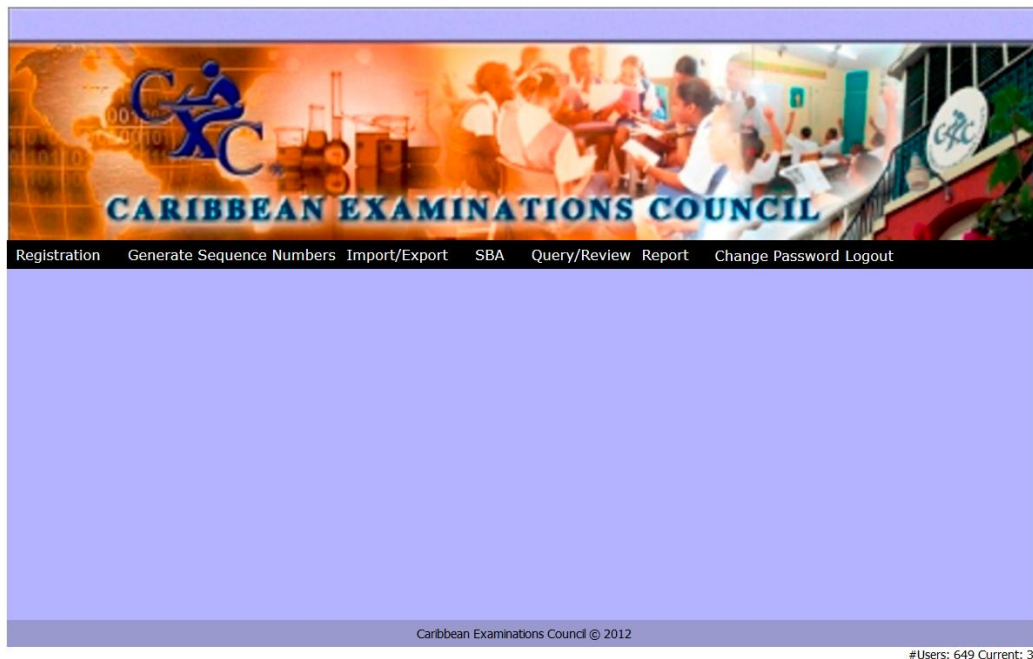 CXC
CARIBBEAN EXAMINATIONS COUNCIL
CXC
Registration Generate Sequence Numbers Import/Export SBA Query/Review Report Change Password Logout
Caribbean Examinations Council © 2012
#Users: 649 Current: 3